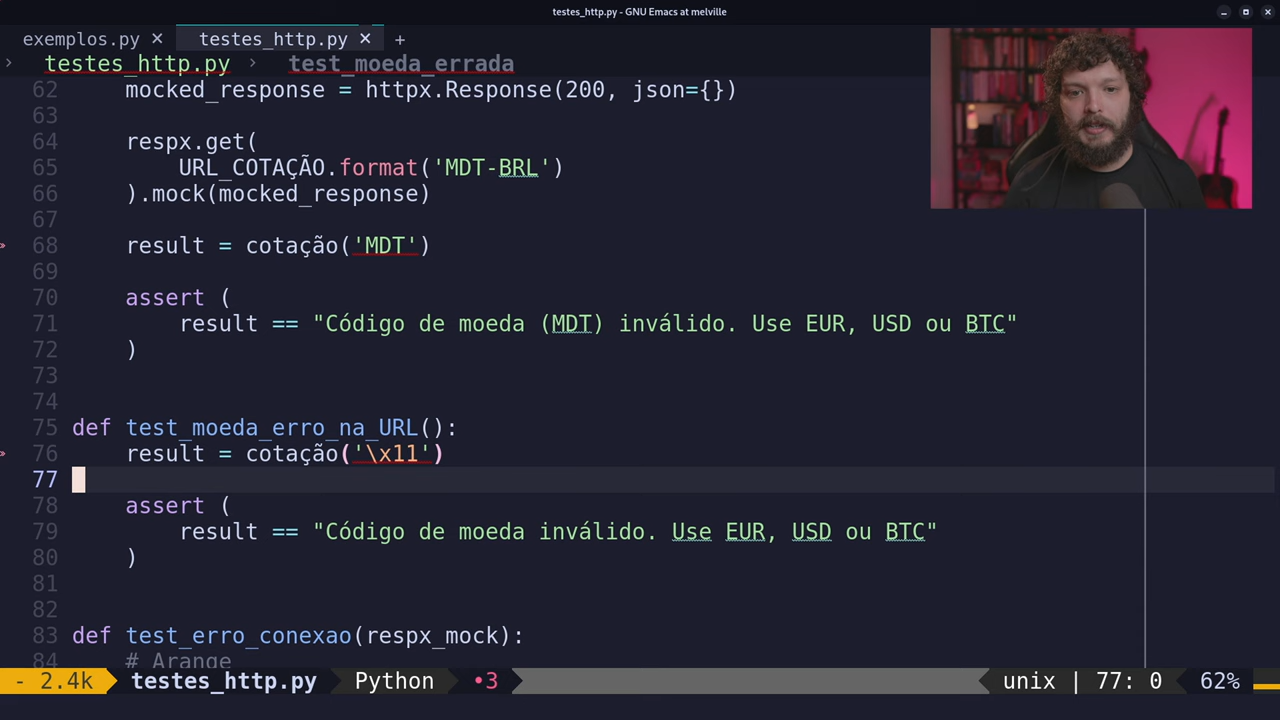 testes_http.py - GNU Emacs at melville
exemplos.py × testes_http.py × +
› testes_http.py › test_moeda_errada
62 mocked_response = httpx.Response(200, json={})
63
64 respx.get(
65 URL_COTAÇÃO.format('MDT-BRL')
66 ).mock(mocked_response)
67
68 result = cotação('MDT')
69
70 assert (
71 result == "Código de moeda (MDT) inválido. Use EUR, USD ou BTC"
72 )
73
74
75 def test_moeda_erro_na_URL():
76 result = cotação('\x11')
77
78 assert (
79 result == "Código de moeda inválido. Use EUR, USD ou BTC"
80 )
81
82
83 def test_erro_conexao(respx_mock):
84 # Arange
- 2.4k testes_http.py Python •3 unix | 77: 0 62%